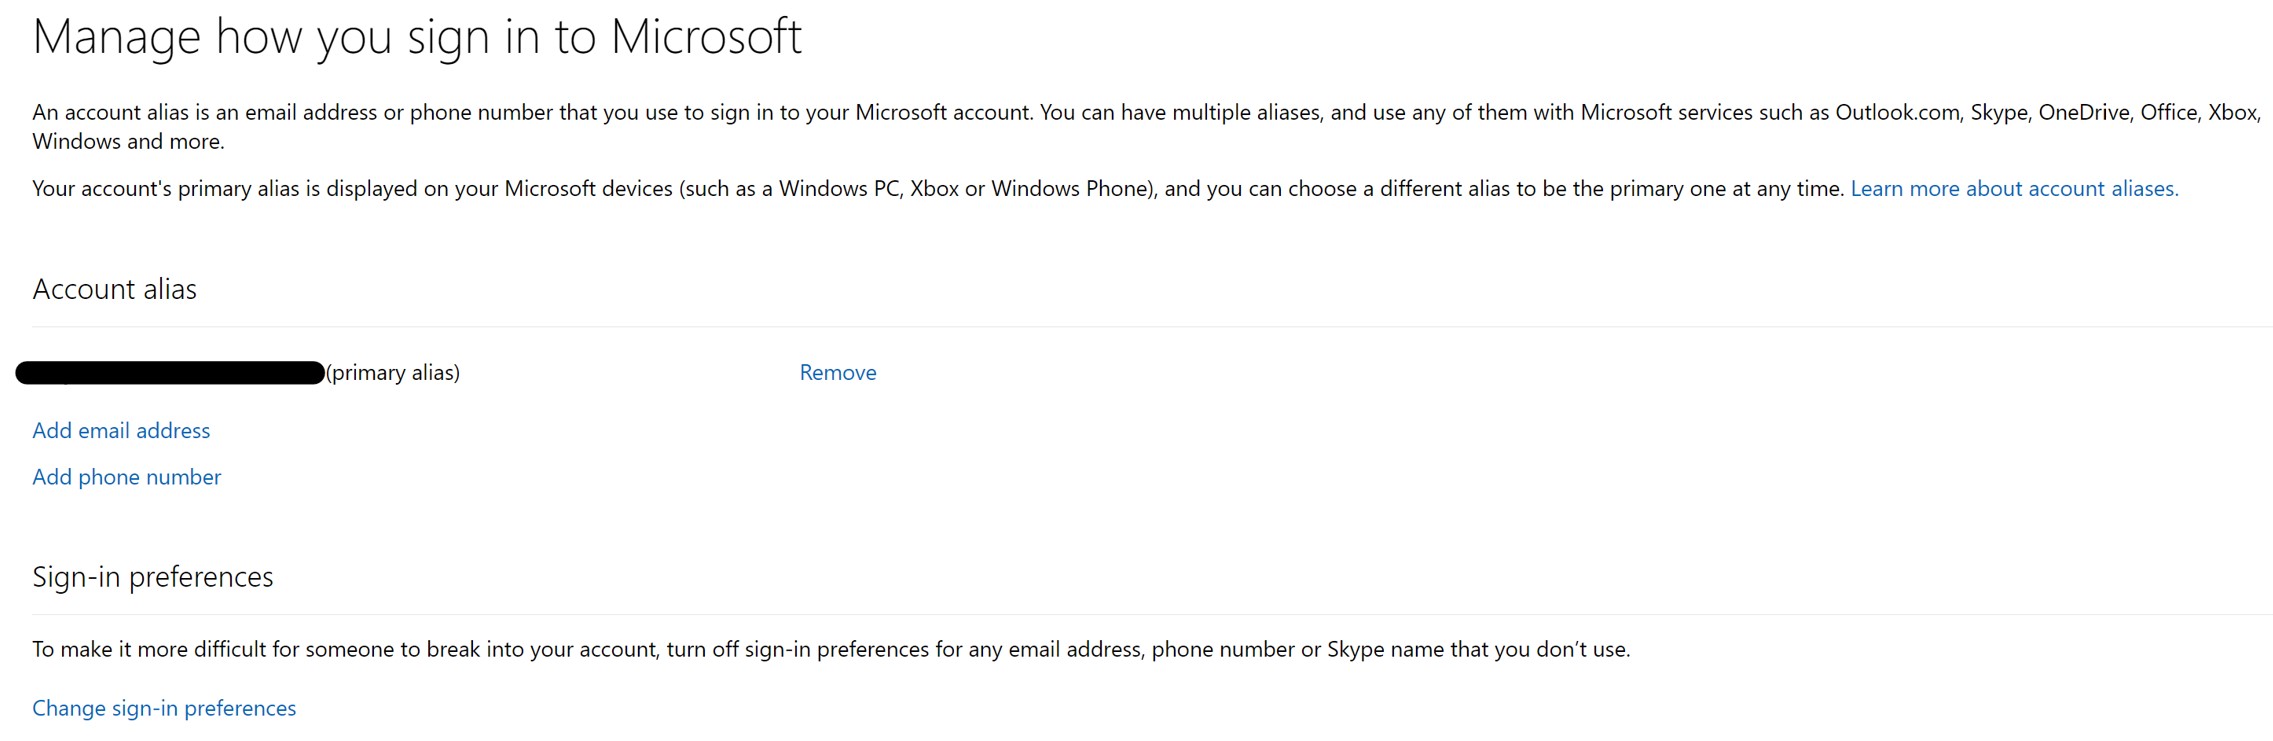 Manage how you sign in to Microsoft
An account alias is an email address or phone number that you use to sign in to your Microsoft account. You can have multiple aliases, and use any of them with Microsoft services such as Outlook.com, Skype, OneDrive, Office, Xbox,
Windows and more.
Your account's primary alias is displayed on your Microsoft devices (such as a Windows PC, Xbox or Windows Phone), and you can choose a different alias to be the primary one at any time. Learn more about account aliases.
Account alias
(primary alias) Remove
Add email address
Add phone number
Sign-in preferences
To make it more difficult for someone to break into your account, turn off sign-in preferences for any email address, phone number or Skype name that you don’t use.
Change sign-in preferences